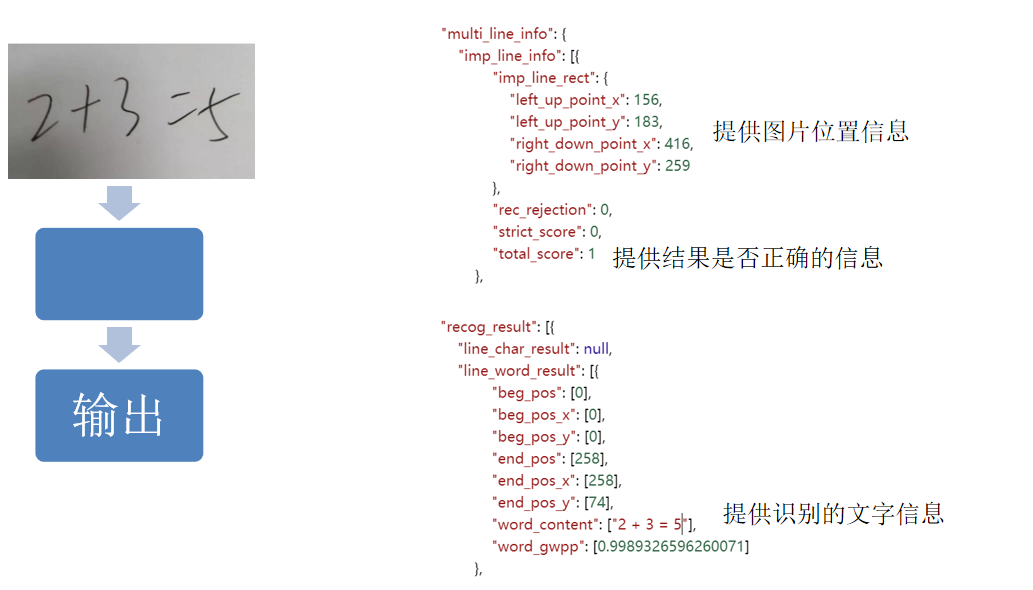 2+3=5
输出
"multi_line_info": {
"imp_line_info": [{
"imp_line_rect": {
"left_up_point_x": 156,
"left_up_point_y": 183,
"right_down_point_x": 416,
"right_down_point_y": 259
},
提供图片位置信息
"rec_rejection": 0,
"strict_score": 0,
"total_score": 1
提供结果是否正确的信息
},
"recog_result": [{
"line_char_result": null,
"line_word_result": [{
"beg_pos": [0],
"beg_pos_x": [0],
"beg_pos_y": [0],
"end_pos": [258],
"end_pos_x": [258],
"end_pos_y": [74],
"word_content": ["2 + 3 = 5"],
提供识别的文字信息
"word_gwpp": [0.9989326596260071]
},